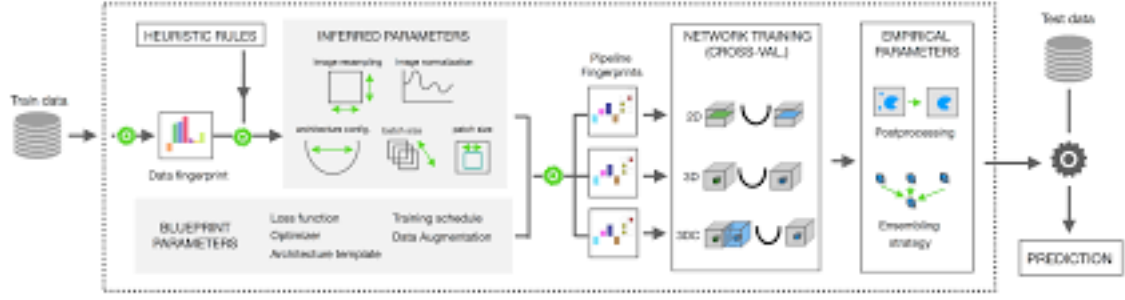 Train data
HEURISTIC RULES
Data fingerprint
INFERRED PARAMETERS
Image resampling
Image normalization
architecture config.
batch size
patch size
BLUEPRINT
PARAMETERS
Loss function
Optimizer
Architecture template
Training schedule
Data Augmentation
Pipeline
Fingerprints
NETWORK TRAINING
(CROSS-VAL.)
2D
3D
3DC
EMPIRICAL
PARAMETERS
Postprocessing
Ensembling
strategy
Test data
PREDICTION